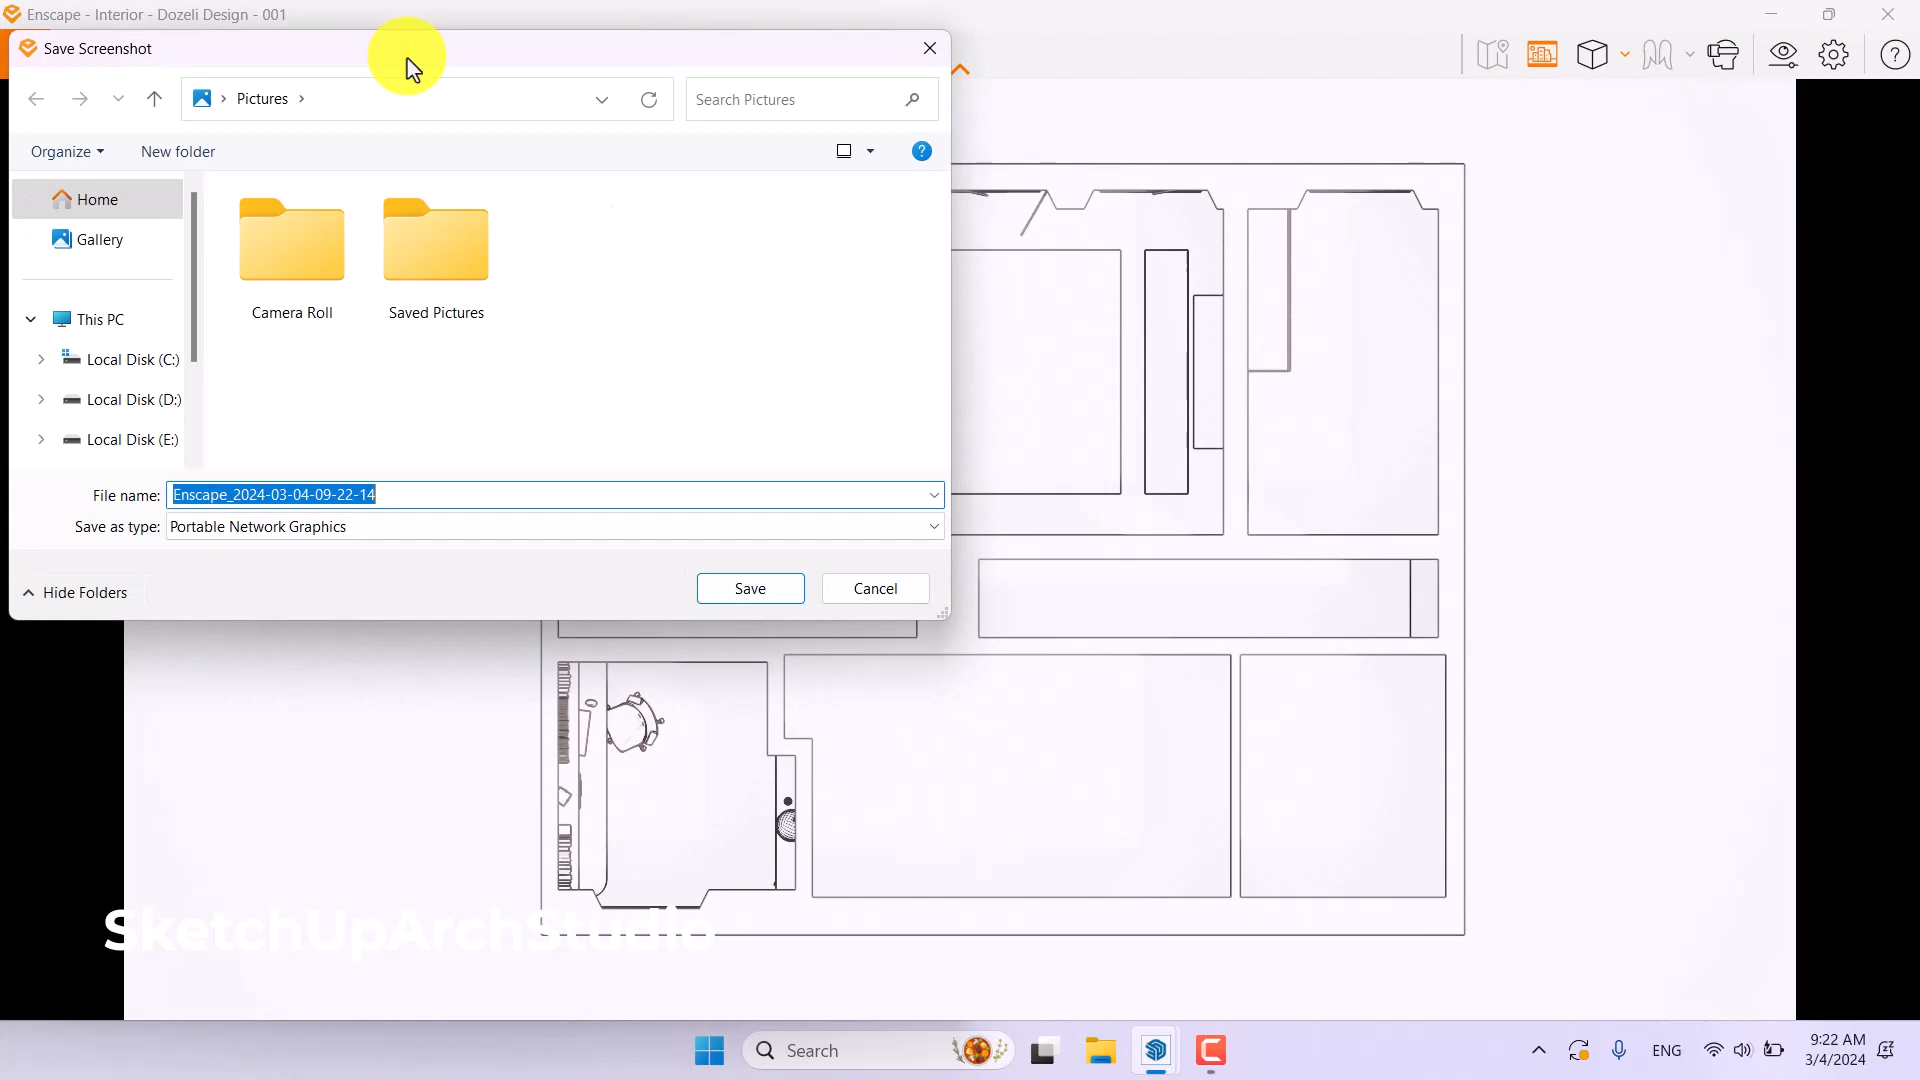 Enscape - Interior - Dozeli Design - 001
Save Screenshot
Pictures
Search Pictures
Organize
New folder
Home
Gallery
This PC
Local Disk (C:)
Local Disk (D:)
Local Disk (E:)
Camera Roll
Saved Pictures
File name: Enscape_2024-03-04-09-22-14
Save as type: Portable Network Graphics
Hide Folders
Save
Cancel
SketchUpArchStudio
Search
ENG
9:22 AM
3/4/2024